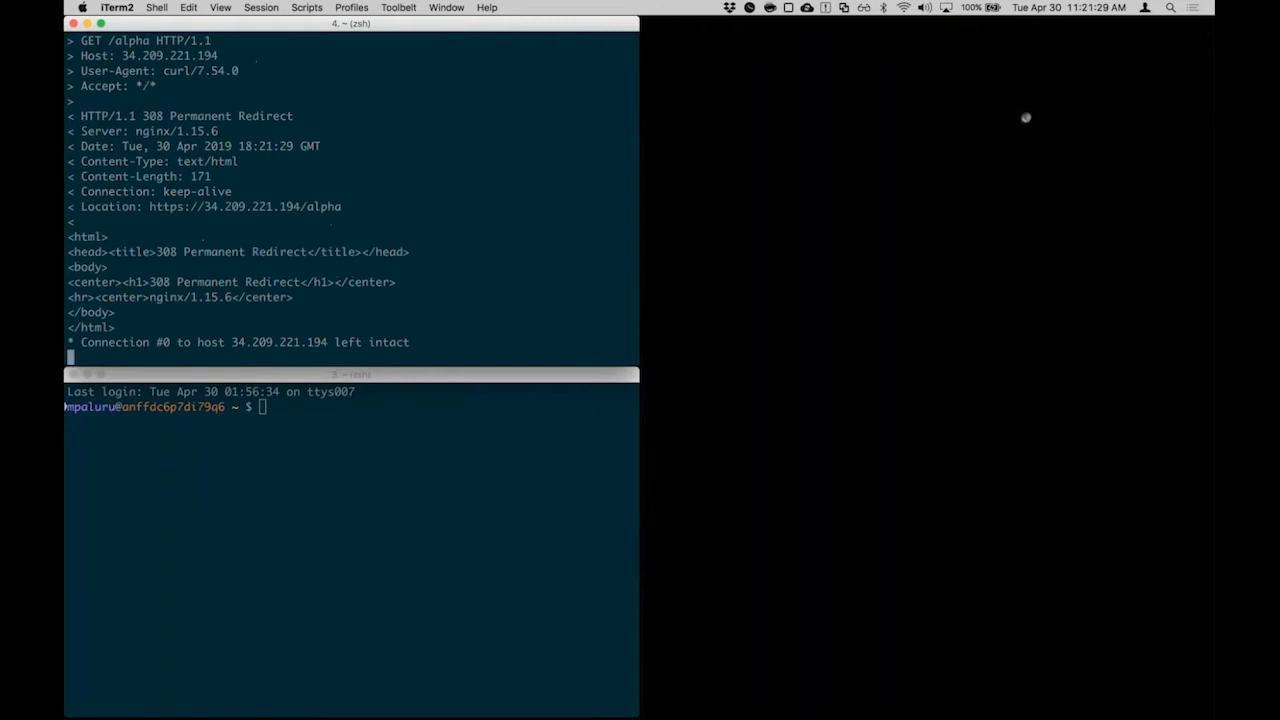 iTerm2 Shell Edit View Session Scripts Profiles Toolbelt Window Help 100% Tue Apr 30 11:21:29 AM
4. ~ (zsh)
> GET /alpha HTTP/1.1
> Host: 34.209.221.194
> User-Agent: curl/7.54.0
> Accept: */*
>
< HTTP/1.1 308 Permanent Redirect
< Server: nginx/1.15.6
< Date: Tue, 30 Apr 2019 18:21:29 GMT
< Content-Type: text/html
< Content-Length: 171
< Connection: keep-alive
< Location: https://34.209.221.194/alpha
<
<html>
<head><title>308 Permanent Redirect</title></head>
<body>
<center><h1>308 Permanent Redirect</h1></center>
<hr><center>nginx/1.15.6</center>
</body>
</html>
* Connection #0 to host 34.209.221.194 left intact
3. ~ (zsh)
Last login: Tue Apr 30 01:56:34 on ttys007
mpaluru@anffdc6p7di79q6 ~ $